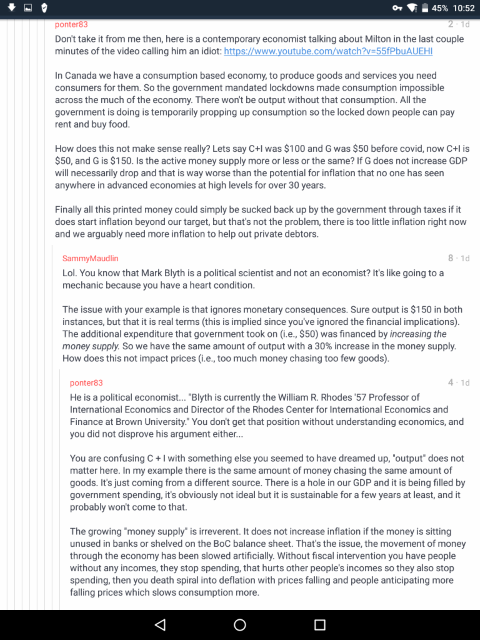 45% 10:52
ponter83 2 · 1d
Don't take it from me then, here is a contemporary economist talking about Milton in the last couple
minutes of the video calling him an idiot: https://www.youtube.com/watch?v=55fPbuAUEHI
In Canada we have a consumption based economy, to produce goods and services you need
consumers for them. So the government mandated lockdowns made consumption impossible
across the much of the economy. There won't be output without that consumption. All the
government is doing is temporarily propping up consumption so the locked down people can pay
rent and buy food.
How does this not make sense really? Lets say C+I was $100 and G was $50 before covid, now C+I is
$50, and G is $150. Is the active money supply more or less or the same? If G does not increase GDP
will necessarily drop and that is way worse than the potential for inflation that no one has seen
anywhere in advanced economies at high levels for over 30 years.
Finally all this printed money could simply be sucked back up by the government through taxes if it
does start inflation beyond our target, but that's not the problem, there is too little inflation right now
and we arguably need more inflation to help out private debtors.
SammyMaudlin 8 · 1d
Lol. You know that Mark Blyth is a political scientist and not an economist? It's like going to a
mechanic because you have a heart condition.
The issue with your example is that ignores monetary consequences. Sure output is $150 in both
instances, but that it is real terms (this is implied since you've ignored the financial implications).
The additional expenditure that government took on (i.e., $50) was financed by increasing the
money supply. So we have the same amount of output with a 30% increase in the money supply.
How does this not impact prices (i.e., too much money chasing too few goods).
ponter83 4 · 1d
He is a political economist... "Blyth is currently the William R. Rhodes '57 Professor of
International Economics and Director of the Rhodes Center for International Economics and
Finance at Brown University." You don't get that position without understanding economics, and
you did not disprove his argument either...
You are confusing C + I with something else you seemed to have dreamed up, "output" does not
matter here. In my example there is the same amount of money chasing the same amount of
goods. It's just coming from a different source. There is a hole in our GDP and it is being filled by
government spending, it's obviously not ideal but it is sustainable for a few years at least, and it
probably won't come to that.
The growing "money supply" is irreverent. It does not increase inflation if the money is sitting
unused in banks or shelved on the BoC balance sheet. That's the issue, the movement of money
through the economy has been slowed artificially. Without fiscal intervention you have people
without any incomes, they stop spending, that hurts other people's incomes so they also stop
spending, then you death spiral into deflation with prices falling and people anticipating more
falling prices which slows consumption more.